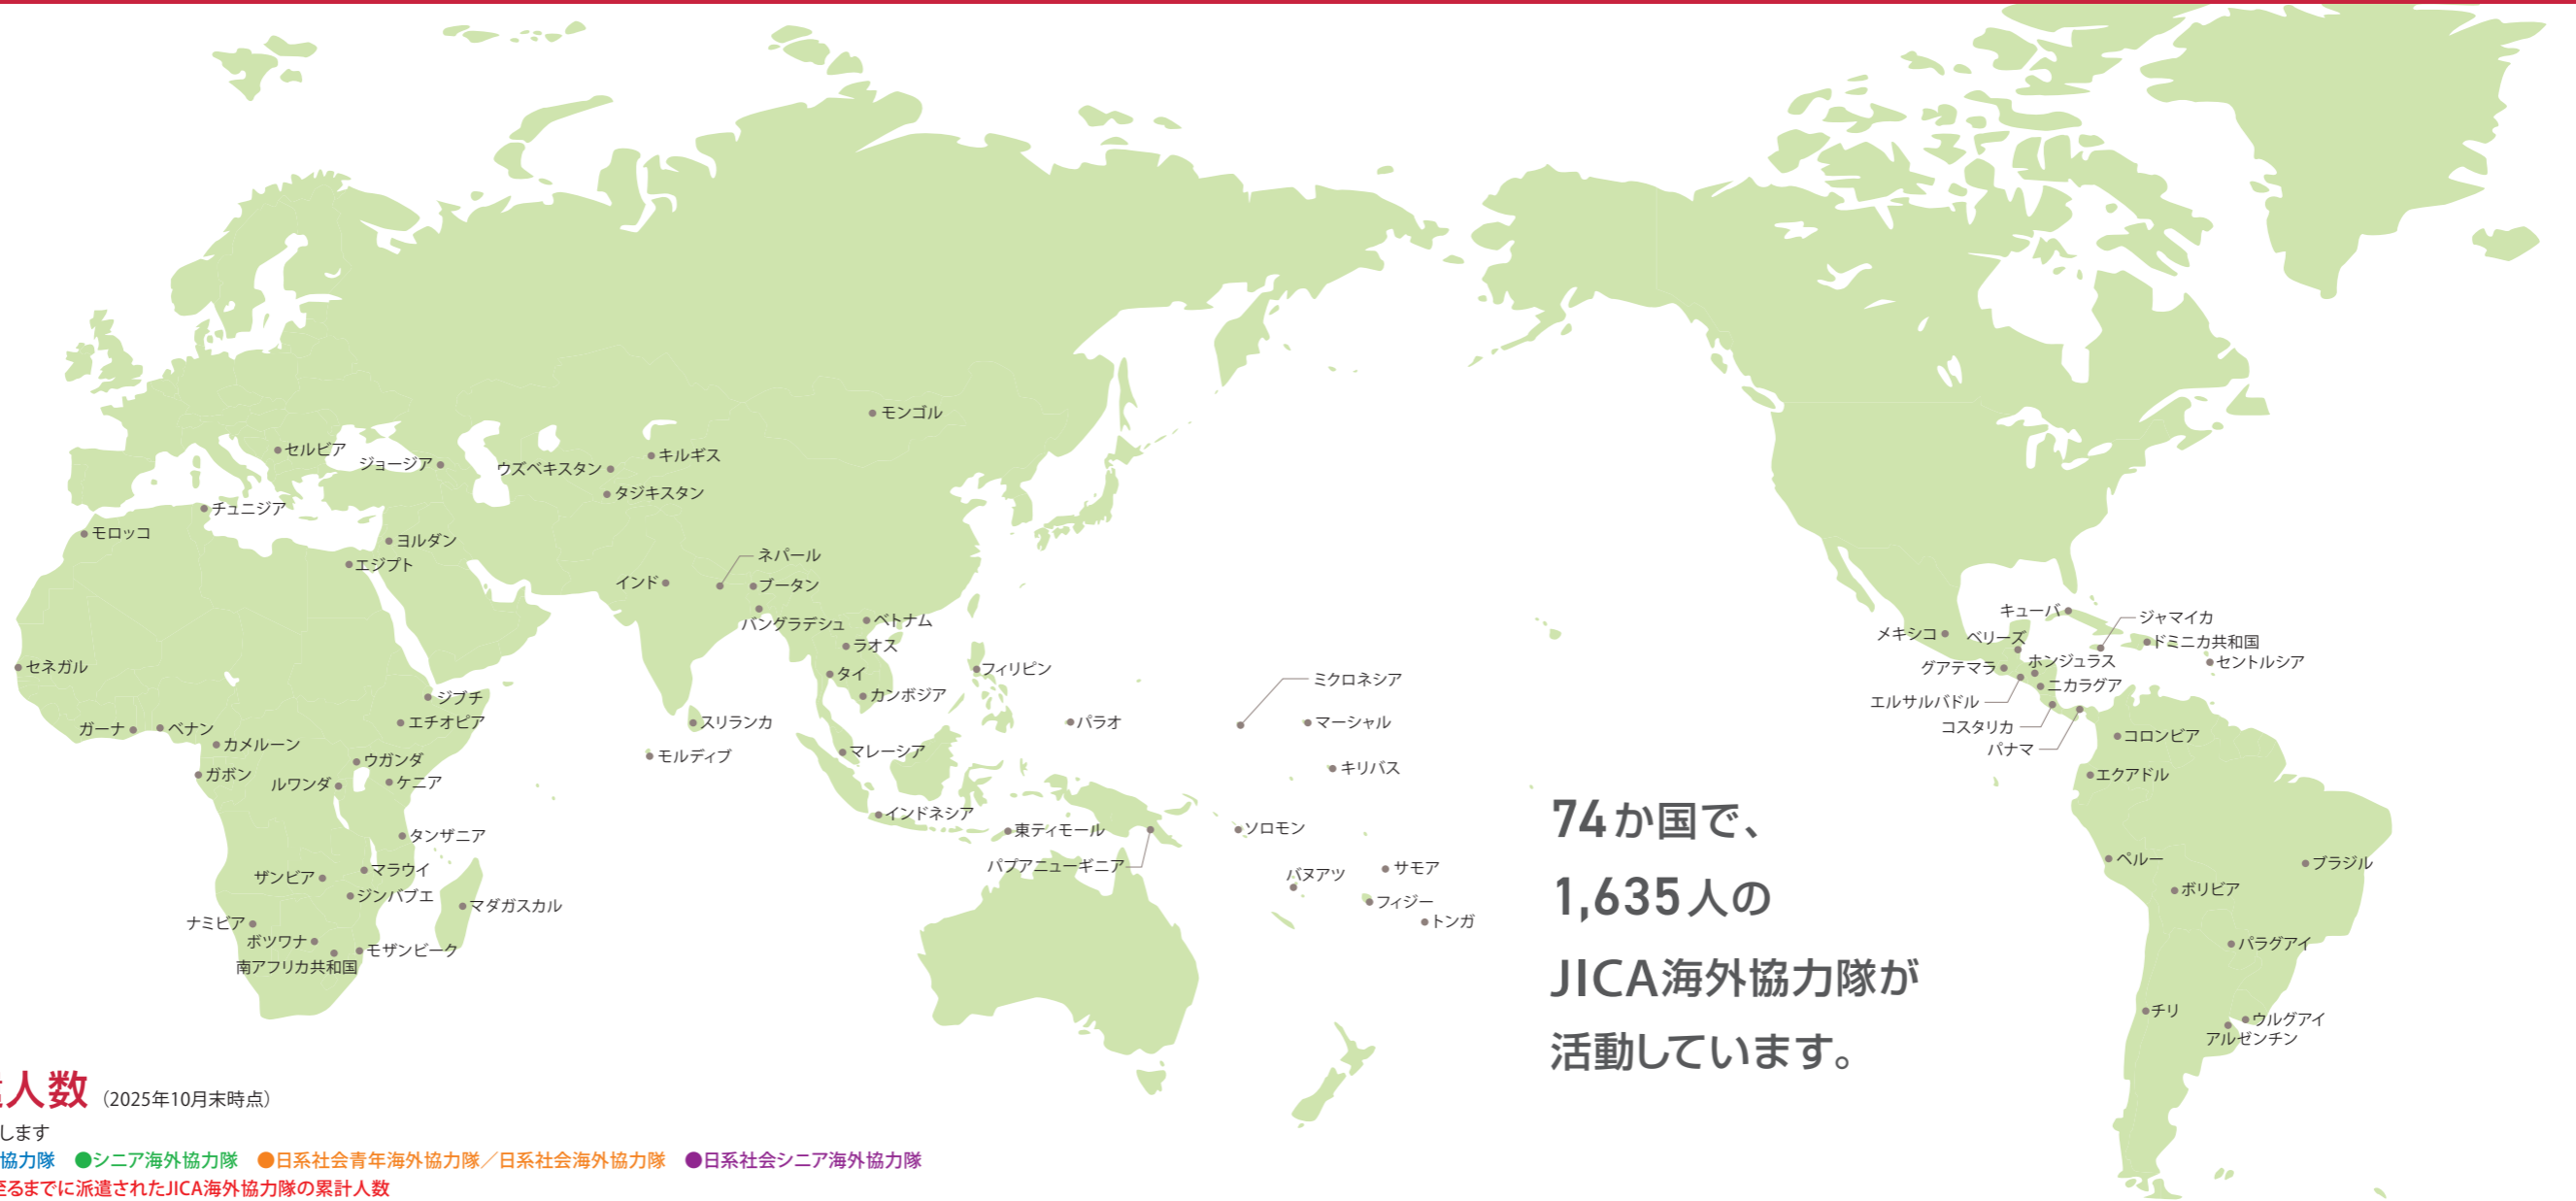 モンゴル
セルビア
ジョージア
ウズベキスタン
キルギス
タジキスタン
チュニジア
モロッコ
ヨルダン
エジプト
ネパール
インド
ブータン
バングラデシュ
ベトナム
ラオス
タイ
カンボジア
フィリピン
セネガル
ジブチ
エチオピア
ガーナ
ベナン
カメルーン
ガボン
ウガンダ
ルワンダ
ケニア
スリランカ
モルディブ
マレーシア
パラオ
ミクロネシア
マーシャル
キリバス
インドネシア
東ティモール
パプアニューギニア
ソロモン
バヌアツ
サモア
フィジー
トンガ
タンザニア
マラウイ
ザンビア
ジンバブエ
マダガスカル
ナミビア
ボツワナ
モザンビーク
南アフリカ共和国
キューバ
ジャマイカ
メキシコ
ベリーズ
ドミニカ共和国
ホンジュラス
セントルシア
グアテマラ
ニカラグア
エルサルバドル
コスタリカ
パナマ
コロンビア
エクアドル
ペルー
ブラジル
ボリビア
パラグアイ
チリ
ウルグアイ
アルゼンチン
74か国で、
1,635人の
JICA海外協力隊が
活動しています。
人数 (2025年10月末時点)
します
協力隊 ●シニア海外協力隊 ●日系社会青年海外協力隊／日系社会海外協力隊 ●日系社会シニア海外協力隊
至るまでに派遣されたJICA海外協力隊の累計人数